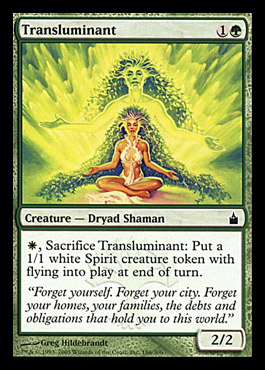 Transluminant
1
Creature — Dryad Shaman
, Sacrifice Transluminant: Put a
1/1 white Spirit creature token with
flying into play at end of turn.
"Forget yourself. Forget your city. Forget
your homes, your families, the debts and
obligations that hold you to this world."
Greg Hildebrandt
2/2